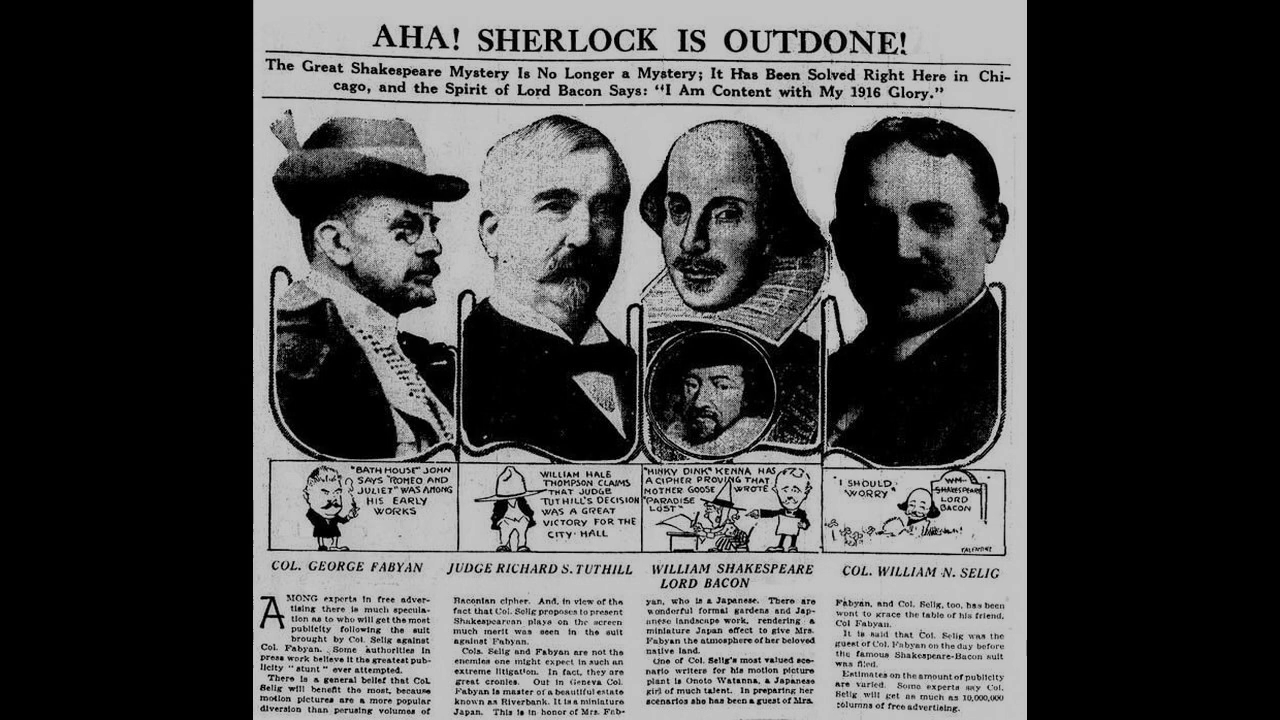 AHA! SHERLOCK IS OUTDONE!
The Great Shakespeare Mystery Is No Longer a Mystery; It Has Been Solved Right Here in Chi-
cago, and the Spirit of Lord Bacon Says: "I Am Content with My 1916 Glory."
"BATH HOUSE" JOHN
SAYS "ROMEO AND
JULIET" WAS AMONG
HIS EARLY
WORKS
WILLIAM HALE
THOMPSON CLAIMS
THAT JUDGE
TUTHILL'S DECISION
WAS A GREAT
VICTORY FOR THE
CITY-HALL
"HINKY DINK" KENNA HAS
A CIPHER PROVING THAT
MOTHER GOOSE WROTE
"PARADISE
LOST"
"I SHOULD
WORRY"
WM
SHAKESPEARE
LORD
BACON
COL. GEORGE FABYAN
JUDGE RICHARD S. TUTHILL
WILLIAM SHAKESPEARE
LORD BACON
COL. WILLIAM N. SELIG
AMONG experts in free adver-
tising there is much specula-
tion as to who will get the most
publicity following the suit
brought by Col. Selig against
Col. Fabyan. Some authorities in
press work believe it the greatest pub-
licity "stunt" ever attempted.
There is a general belief that Col.
Selig will benefit the most, because
motion pictures are a more popular
diversion than perusing volumes of
Baconian cipher. And, in view of the
fact that Col. Selig proposes to present
Shakespearean plays on the screen
much merit was seen in the suit
against Fabyan.
Cols. Selig and Fabyan are not the
enemies one might expect in such an
extreme litigation. In fact, they are
great cronies. Out in Geneva Col.
Fabyan is master of a beautiful estate
known as Riverbank. It is a miniature
Japan. This is in honor of Mrs. Fab-
yan, who is a Japanese. There are
wonderful formal gardens and Jap-
anese landscape work, rendering a
miniature Japan effect to give Mrs.
Fabyan the atmosphere of her beloved
native land.
One of Col. Selig's most valued sce-
nario writers for his motion picture
plant is Onoto Watanna, a Japanese
girl of much talent. In preparing her
scenarios she has been a guest of Mrs.
Fabyan, and Col. Selig, too, has been
wont to grace the table of his friend,
Col Fabyan.
It is said that Col. Selig was the
guest of Col. Fabyan on the day before
the famous Shakespeare-Bacon suit
was filed.
Estimates on the amount of publicity
are varied. Some experts say Col.
Selig will get as much as 10,000,000
columns of free advertising.